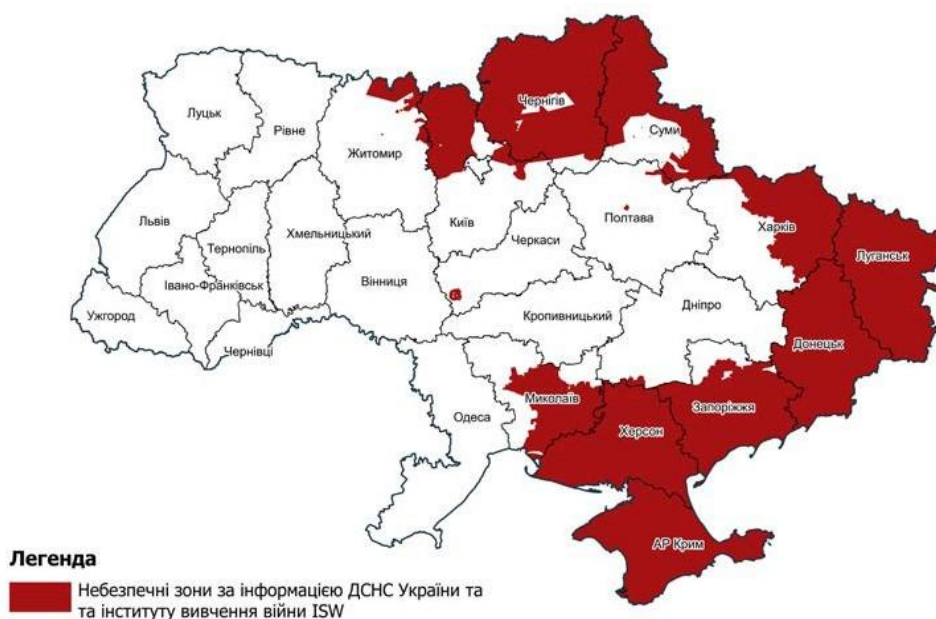 Чернігів
Луцьк
Рівне
Суми
Житомир
Львів
Тернопіль
Хмельницький
Київ
Полтава
Харків
Черкаси
Луганськ
Івано-Франківськ
Вінниця
Дніпро
Ужгород
Кропивницький
Чернівці
Донецьк
Миколаїв
Запоріжжя
Одеса
Херсон
АР Крим
Легенда
Небезпечні зони за інформацією ДСНС України та
та інституту вивчення війни ISW